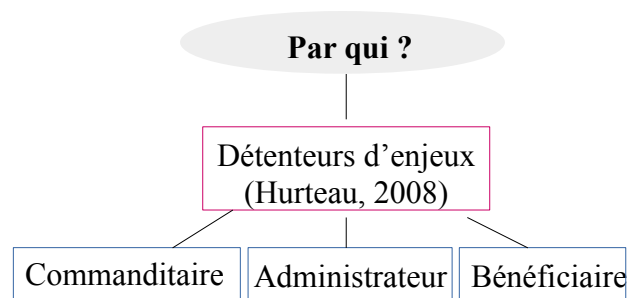 Par qui ?
Détenteurs d’enjeux
(Hurteau, 2008)
Commanditaire
Administrateur
Bénéficiaire